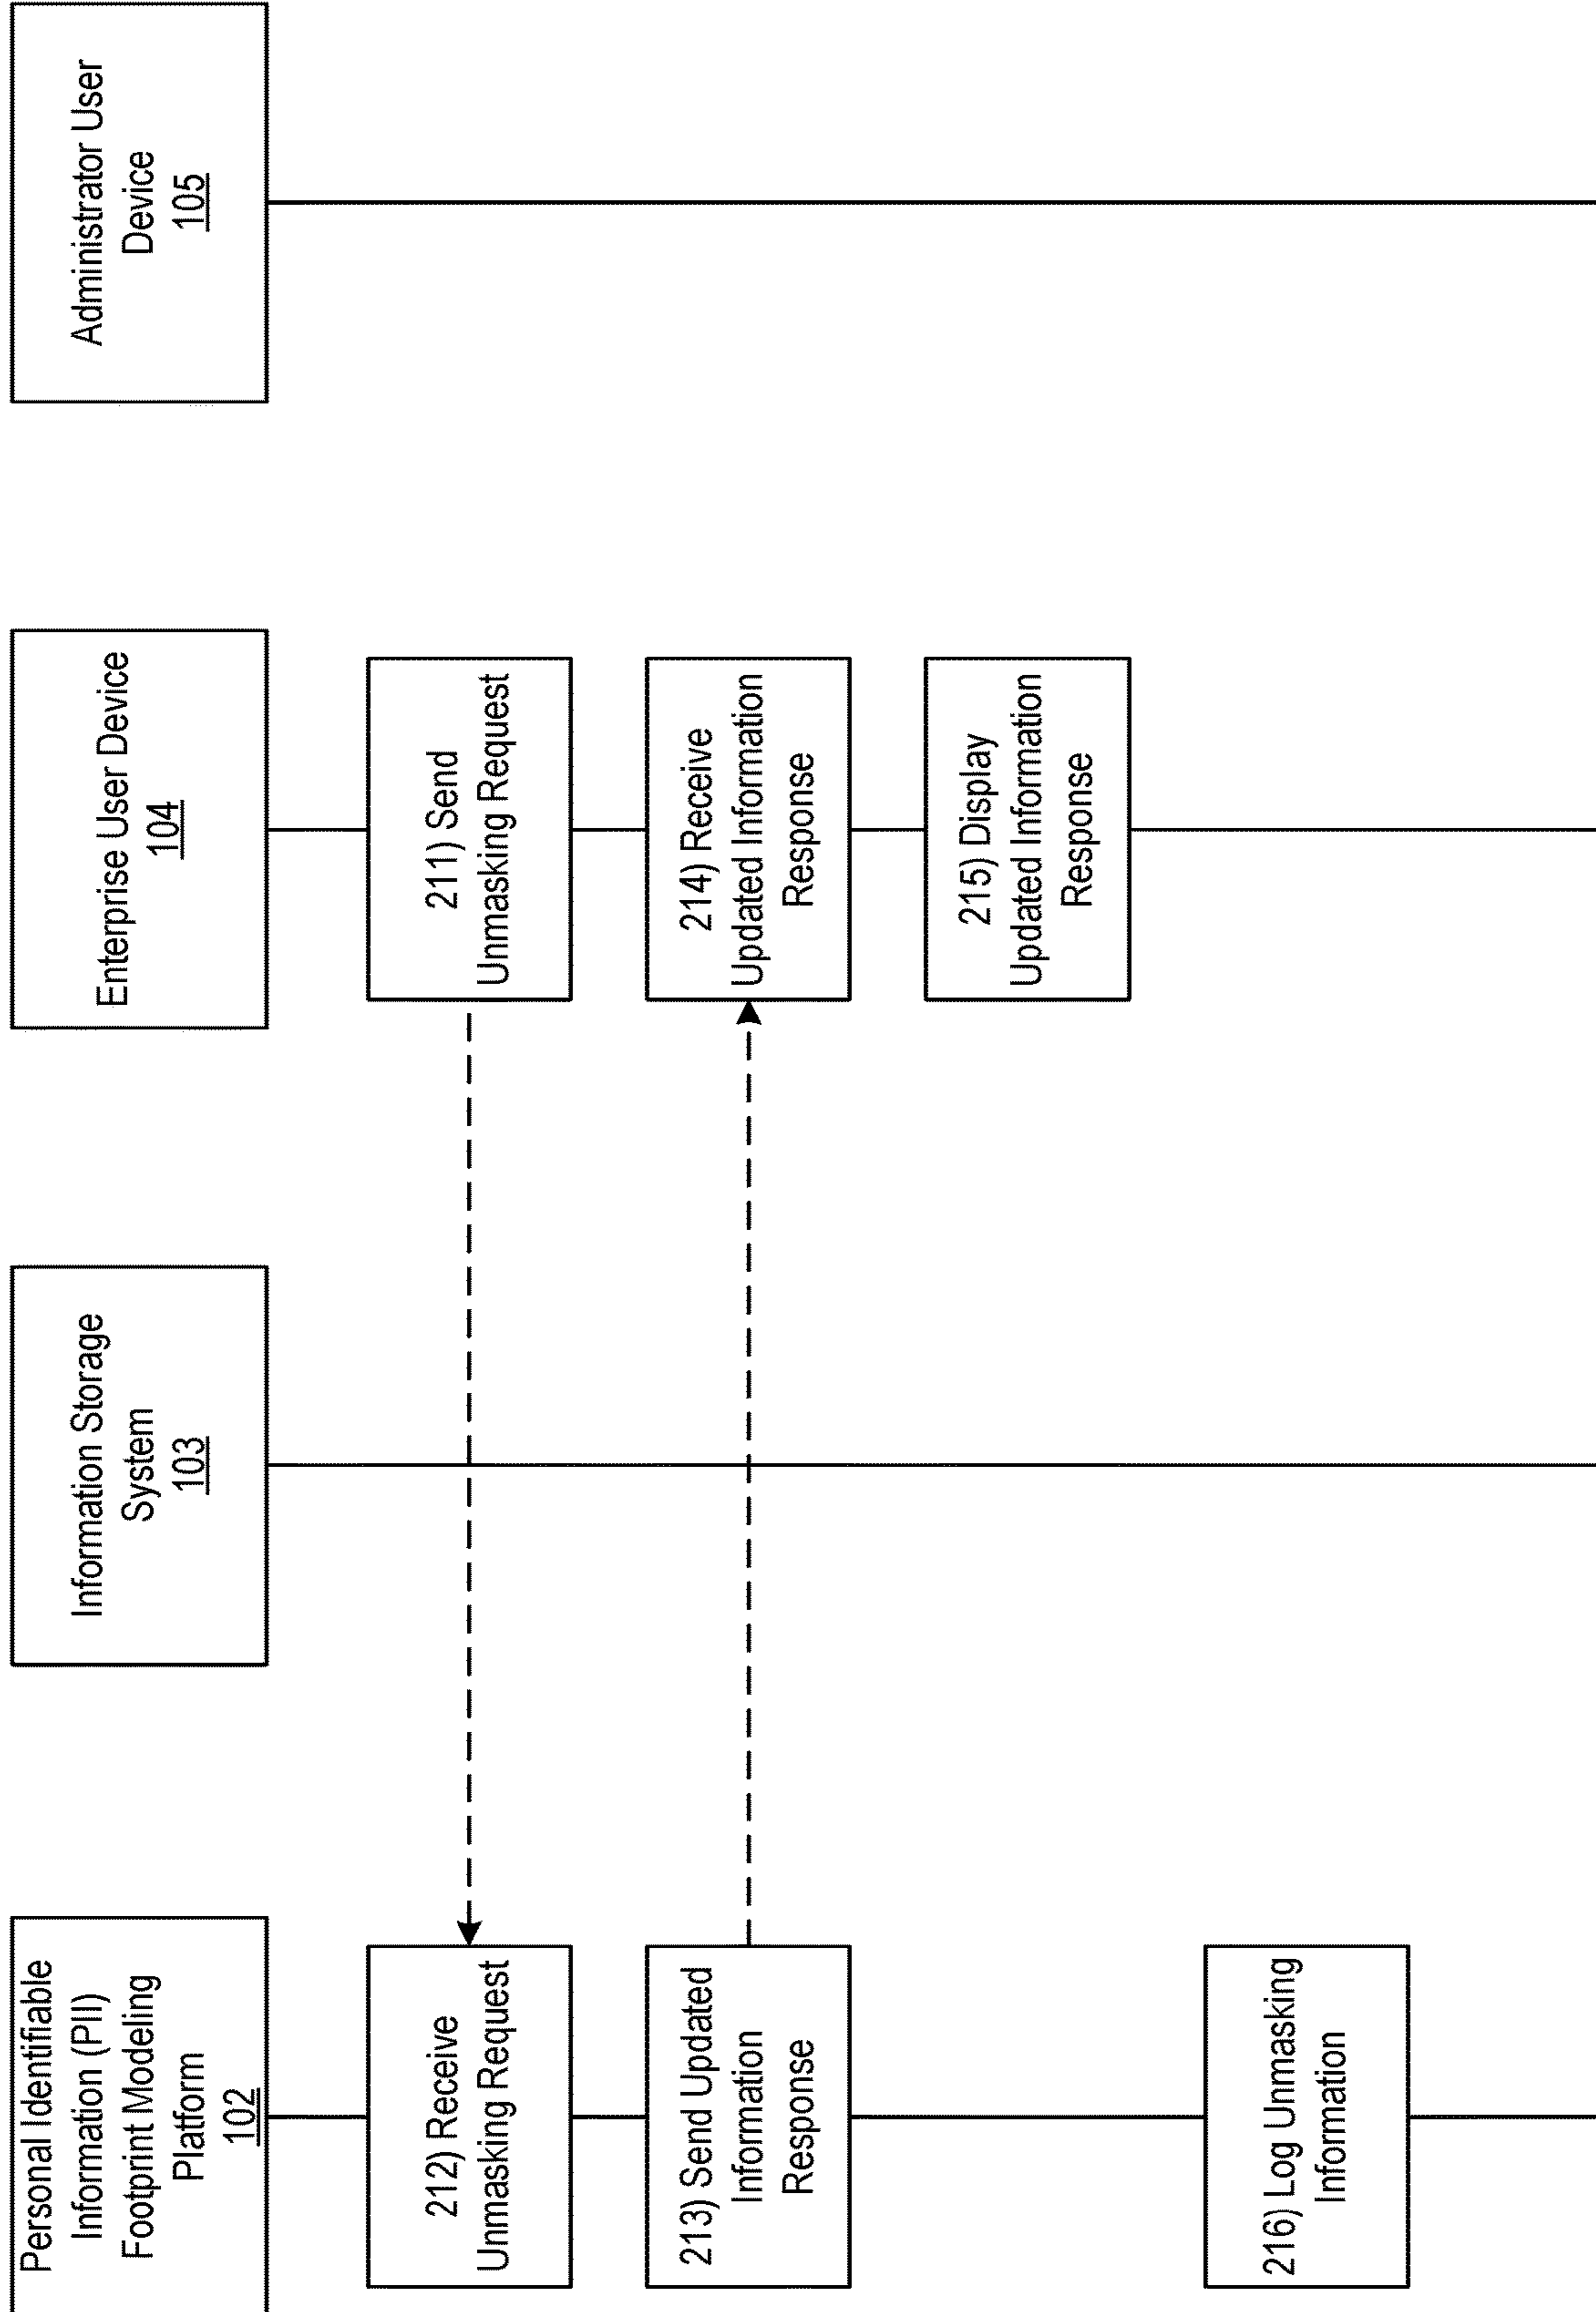 Personal Identifiable
Information (PII)
Footprint Modeling
Platform
102
Information Storage
System
103
Enterprise User Device
104
Administrator User
Device
105
211) Send
Unmasking Request
212) Receive
Unmasking Request
213) Send Updated
Information
Response
214) Receive
Updated Information
Response
215) Display
Updated Information
Response
216) Log Unmasking
Information